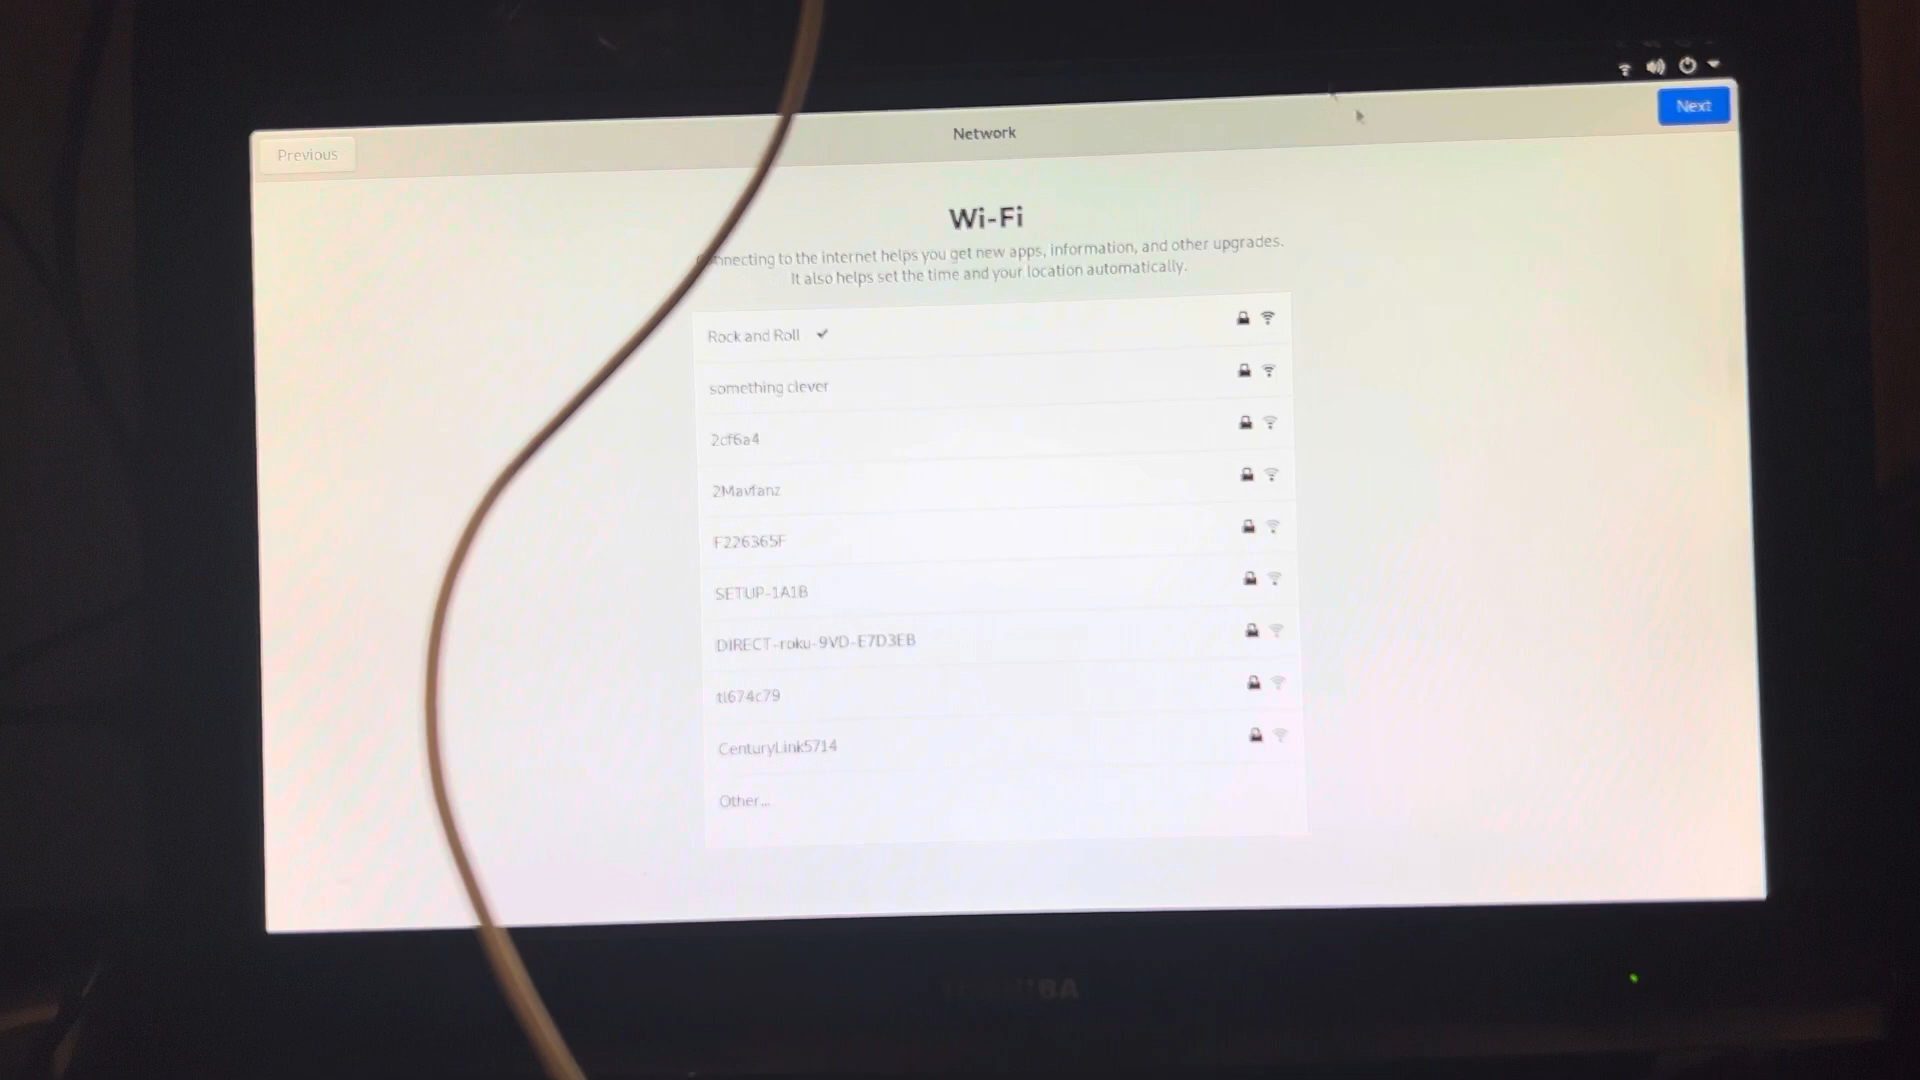 Previous
Network
Next
Wi-Fi
Connecting to the internet helps you get new apps, information, and other upgrades.
It also helps set the time and your location automatically.
Rock and Roll
something clever
2cf6a4
2Mavfanz
F226365F
SETUP-1A1B
DIRECT-roku-9VD-E7D3EB
CenturyLink5714
Other...